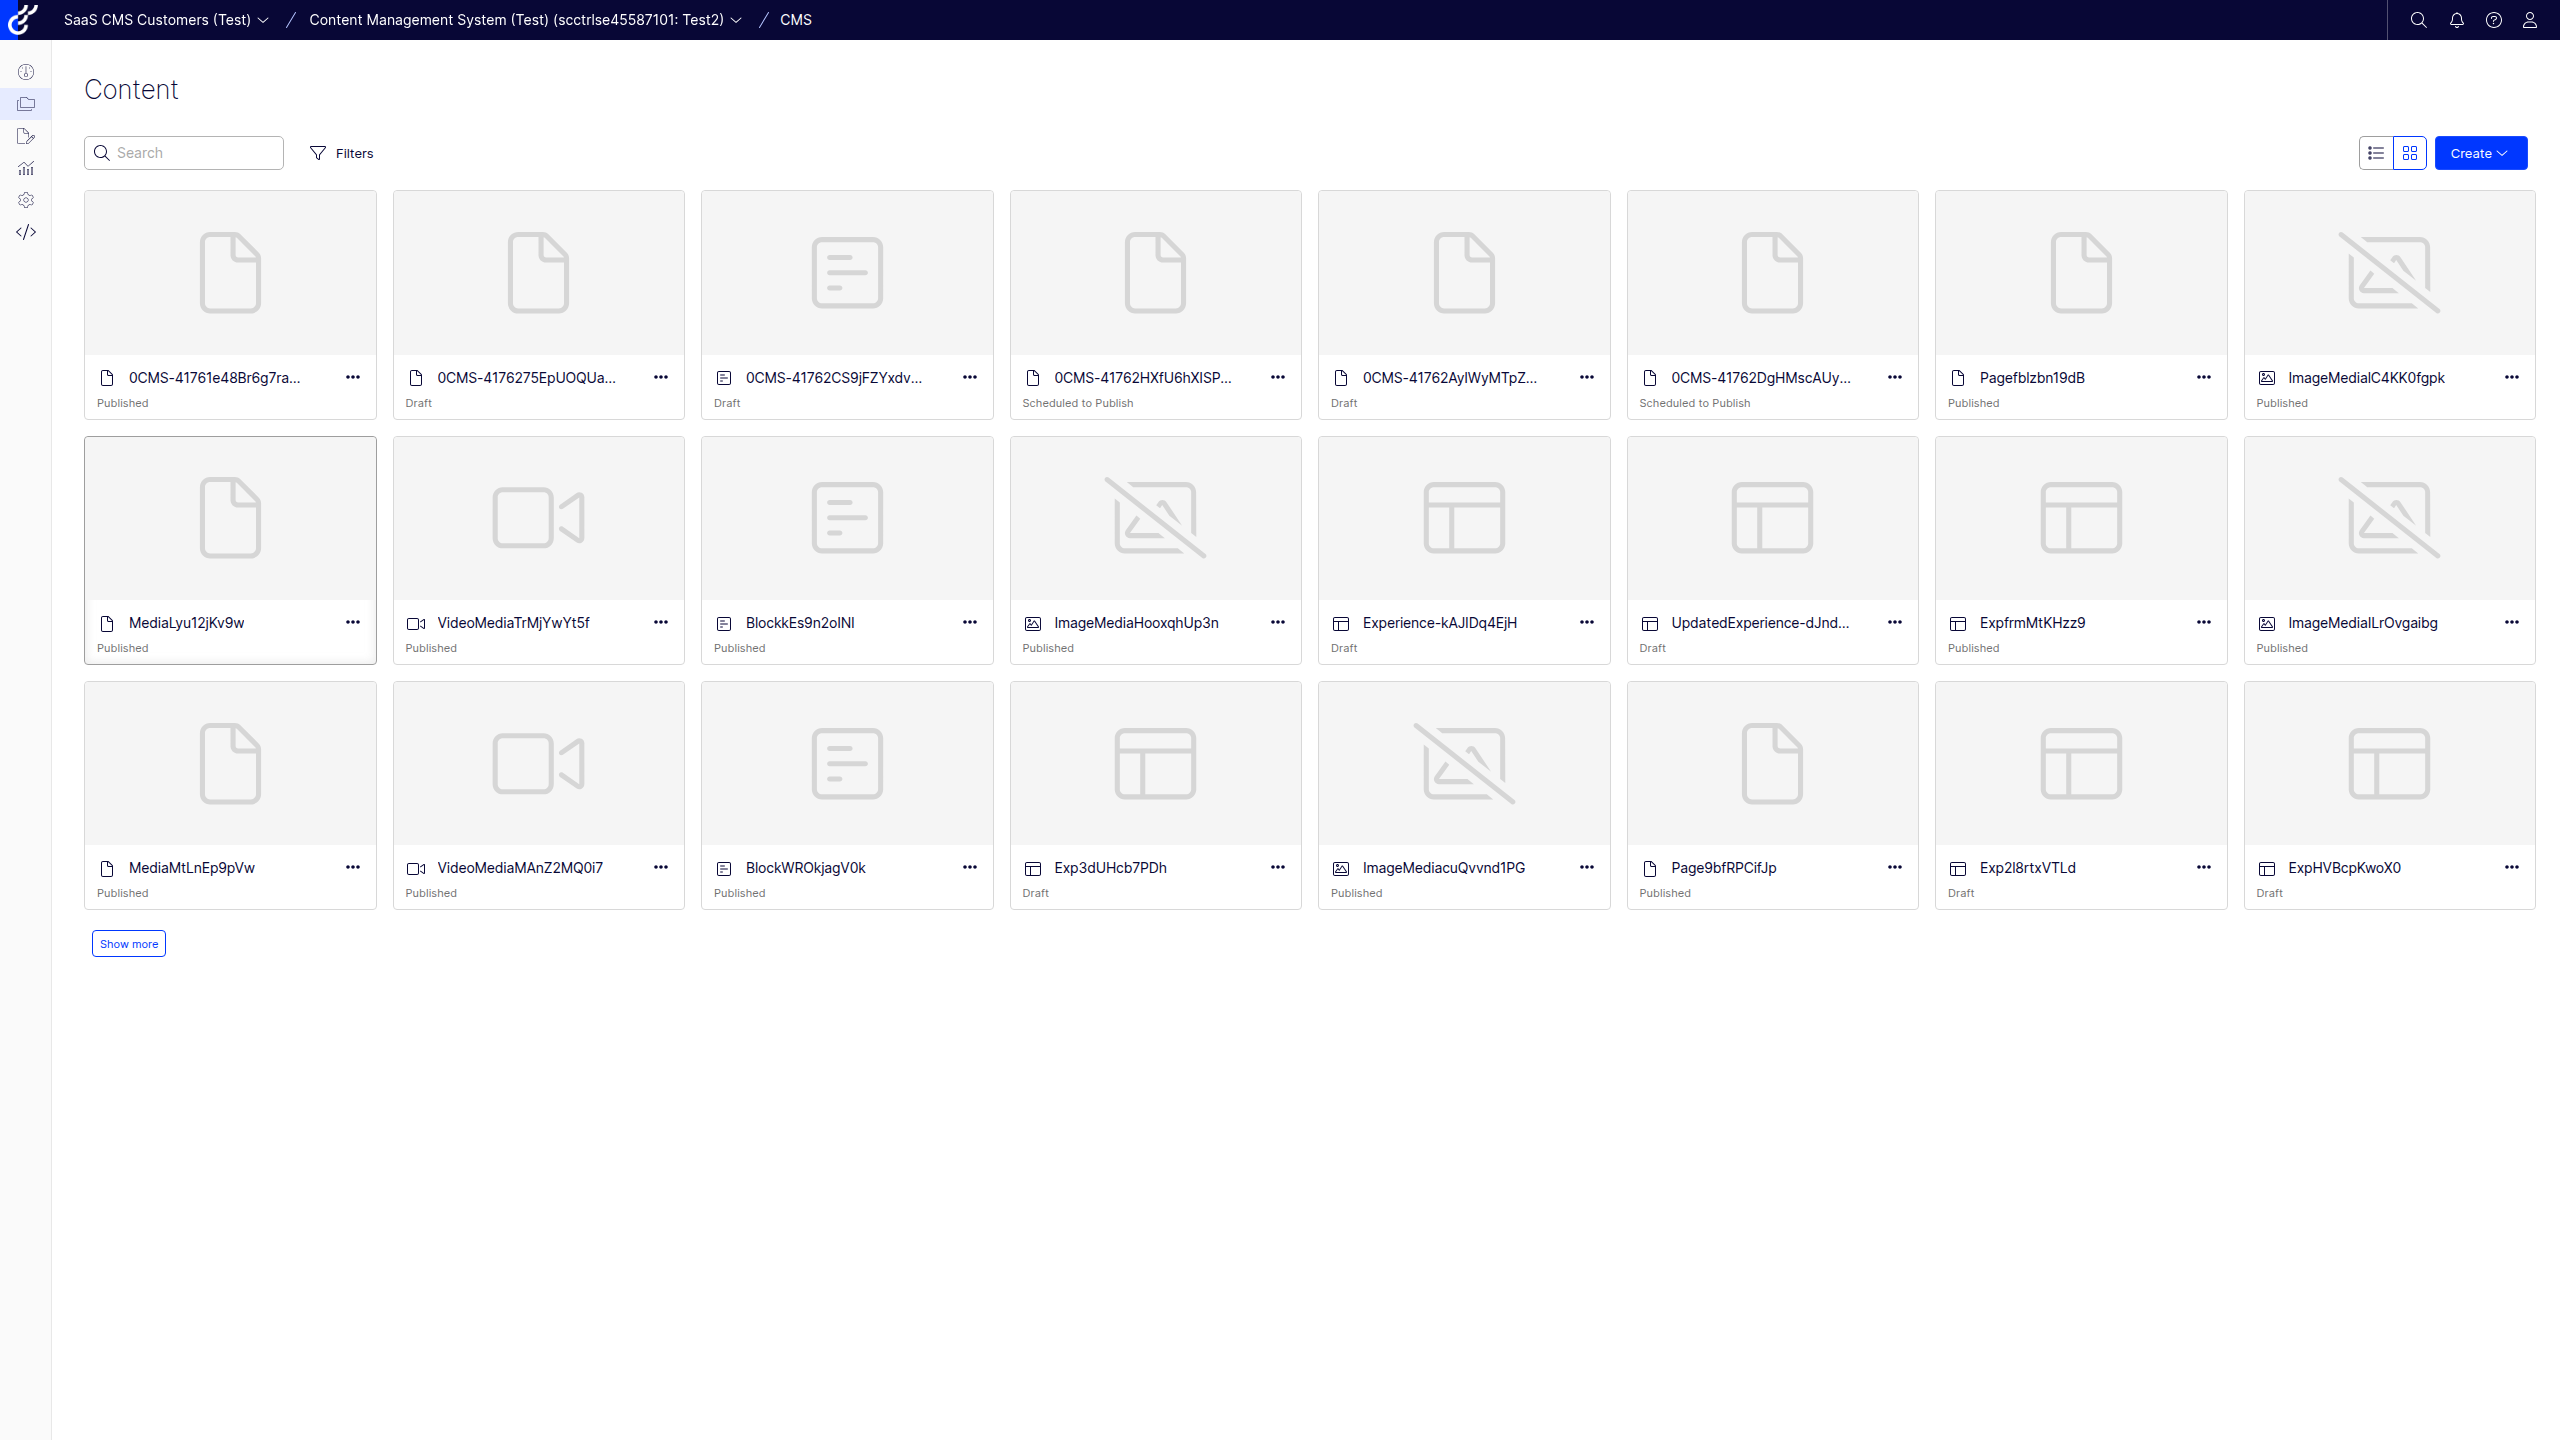 SaaS CMS Customers (Test) / Content Management System (Test) (scctrlse45587101: Test2) / CMS
Content
Search
Filters
Create
0CMS-41761e48Br6g7ra...
Published
0CMS-4176275EpUOQUa...
Draft
0CMS-41762CS9jFZYxdv...
Draft
0CMS-41762HXfU6hXISP...
Scheduled to Publish
0CMS-41762AylWyMTpZ...
Draft
0CMS-41762DgHMscAUy...
Scheduled to Publish
Pagefblzbn19dB
Published
ImageMedialC4KK0fgpk
Published
MediaLyu12jKv9w
Published
VideoMediaTrMjYwYt5f
Published
BlockkEs9n2oINI
Published
ImageMediaHooxqhUp3n
Published
Experience-kAJIDq4EjH
Draft
UpdatedExperience-dJnd...
Draft
ExpfrmMtKHzz9
Published
ImageMediaILrOvgaibg
Published
MediaMtLnEp9pVw
Published
VideoMediaMAnZ2MQ0i7
Published
BlockWROkjagV0k
Published
Exp3dUHcb7PDh
Draft
ImageMediacuQvvnd1PG
Published
Page9bfRPCifJp
Published
Exp2I8rtxVTLd
Draft
ExpHVBcpKwoX0
Draft
Show more